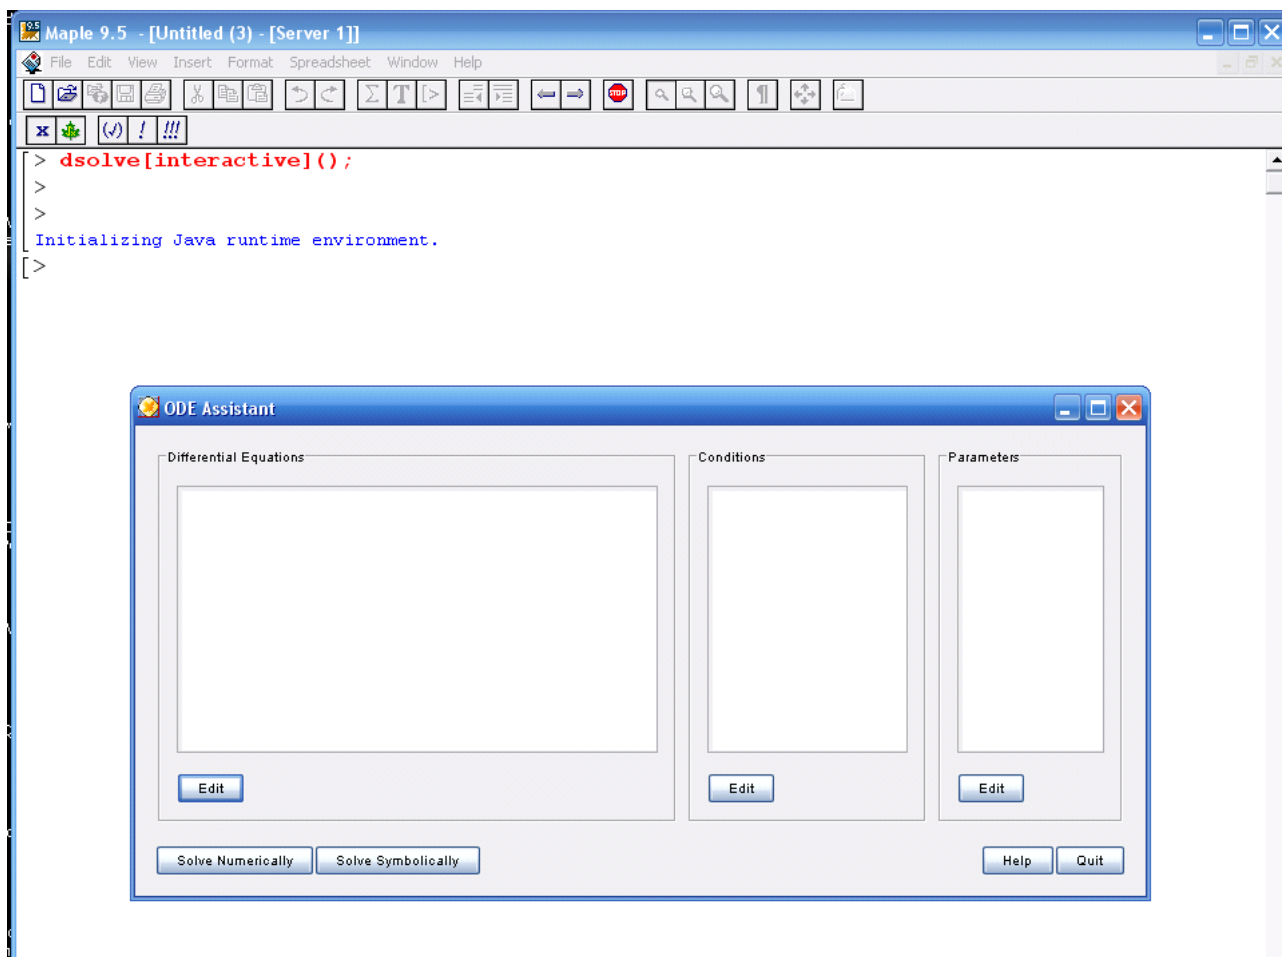 Maple 9.5 - [Untitled (3) - [Server 1]]
File Edit View Insert Format Spreadsheet Window Help
STOP
> dsolve[interactive]();
>
>
Initializing Java runtime environment.
>
ODE Assistant
Differential Equations Conditions Parameters
Edit Edit Edit
Solve Numerically Solve Symbolically Help Quit